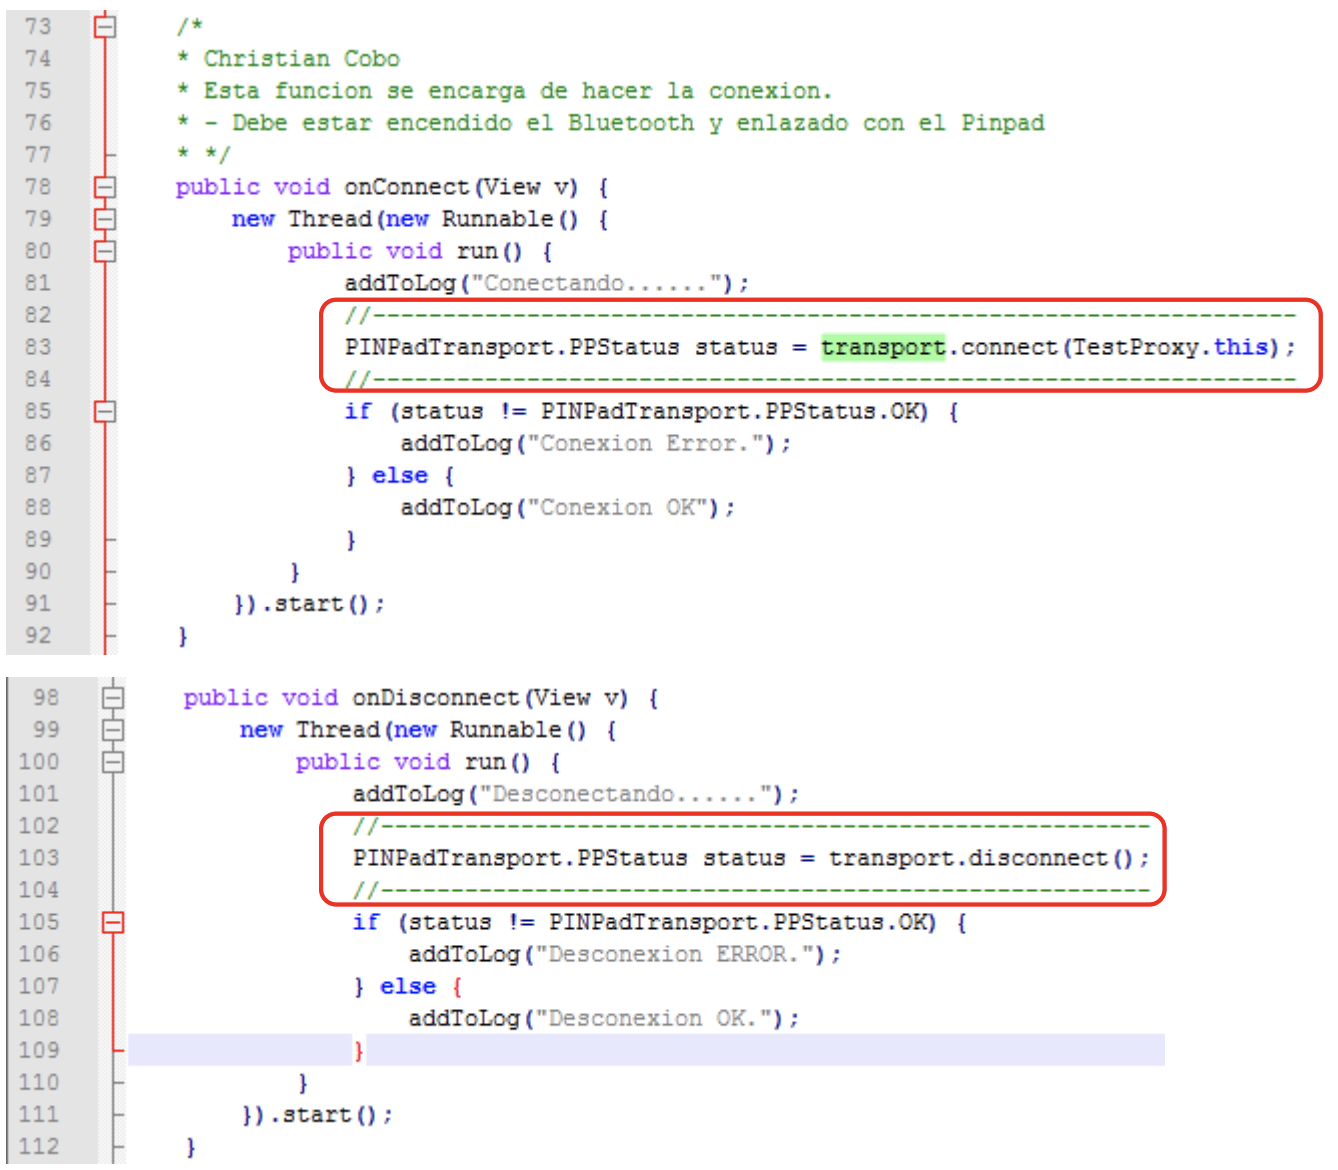 73 /*
74 * Christian Cobo
75 * Esta funcion se encarga de hacer la conexion.
76 * - Debe estar encendido el Bluetooth y enlazado con el Pinpad
77 * */
78 public void onConnect(View v) {
79 new Thread(new Runnable() {
80 public void run() {
81 addToLog("Conectando......");
82 //------------------------------------------------------------------
83 PINPadTransport.PPStatus status = transport.connect(TestProxy.this);
84 //------------------------------------------------------------------
85 if (status != PINPadTransport.PPStatus.OK) {
86 addToLog("Conexion Error.");
87 } else {
88 addToLog("Conexion OK");
89 }
90 }
91 }).start();
92 }
98 public void onDisconnect(View v) {
99 new Thread(new Runnable() {
100 public void run() {
101 addToLog("Desconectando......");
102 //-------------------------------------------------------
103 PINPadTransport.PPStatus status = transport.disconnect();
104 //-------------------------------------------------------
105 if (status != PINPadTransport.PPStatus.OK) {
106 addToLog("Desconexion ERROR.");
107 } else {
108 addToLog("Desconexion OK.");
109 }
110 }
111 }).start();
112 }